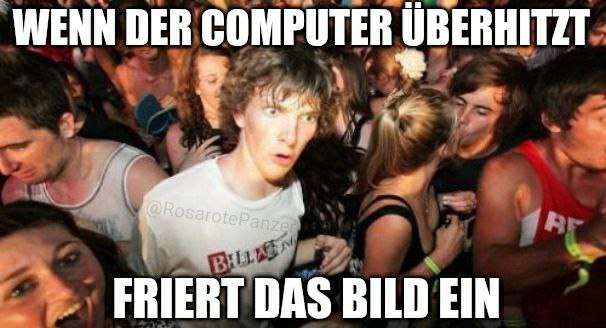 WENN DER COMPUTER ÜBERHITZT
@RosarotePanzer
FRIERT DAS BILD EIN